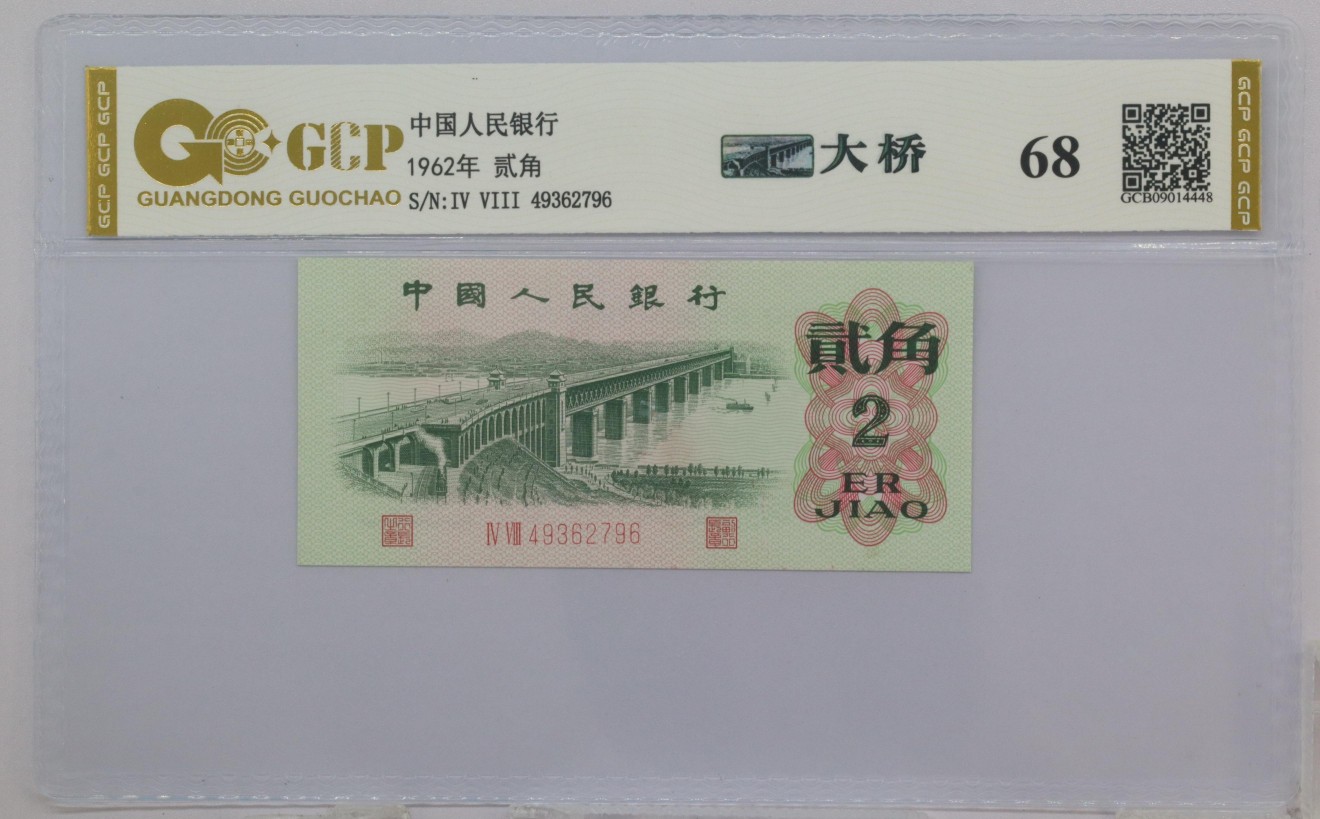 GCP GCP GCP
GCP
GUANGDONG GUOCHAO
中国人民银行
1962年 贰角
S/N:IV VIII 49362796
大桥
68
GCB09014448
GCP GCP GCP
中國人民銀行
貳角
2
ER
JIAO
IV VIII 49362796